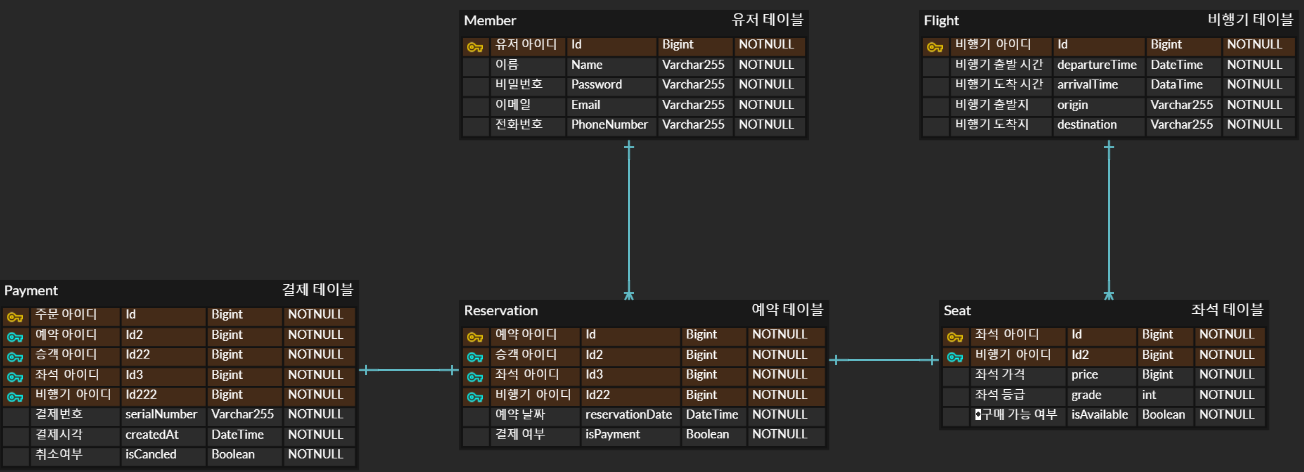 Member 유저 테이블
유저 아이디 Id Bigint NOTNULL
이름 Name Varchar255 NOTNULL
비밀번호 Password Varchar255 NOTNULL
이메일 Email Varchar255 NOTNULL
전화번호 PhoneNumber Varchar255 NOTNULL
Flight 비행기 테이블
비행기 아이디 Id Bigint NOTNULL
비행기 출발 시간 departureTime DateTime NOTNULL
비행기 도착 시간 arrivalTime DataTime NOTNULL
비행기 출발지 origin Varchar255 NOTNULL
비행기 도착지 destination Varchar255 NOTNULL
Payment 결제 테이블
주문 아이디 Id Bigint NOTNULL
예약 아이디 Id2 Bigint NOTNULL
승객 아이디 Id22 Bigint NOTNULL
좌석 아이디 Id3 Bigint NOTNULL
비행기 아이디 Id222 Bigint NOTNULL
결제번호 serialNumber Varchar255 NOTNULL
결제시각 createdAt DateTime NOTNULL
취소여부 isCancled Boolean NOTNULL
Reservation 예약 테이블
예약 아이디 Id Bigint NOTNULL
승객 아이디 Id2 Bigint NOTNULL
좌석 아이디 Id3 Bigint NOTNULL
비행기 아이디 Id22 Bigint NOTNULL
예약 날짜 reservationDate DateTime NOTNULL
결제 여부 isPayment Boolean NOTNULL
Seat 좌석 테이블
좌석 아이디 Id Bigint NOTNULL
비행기 아이디 Id2 Bigint NOTNULL
좌석 가격 price Bigint NOTNULL
좌석 등급 grade int NOTNULL
구매 가능 여부 isAvailable Boolean NOTNULL